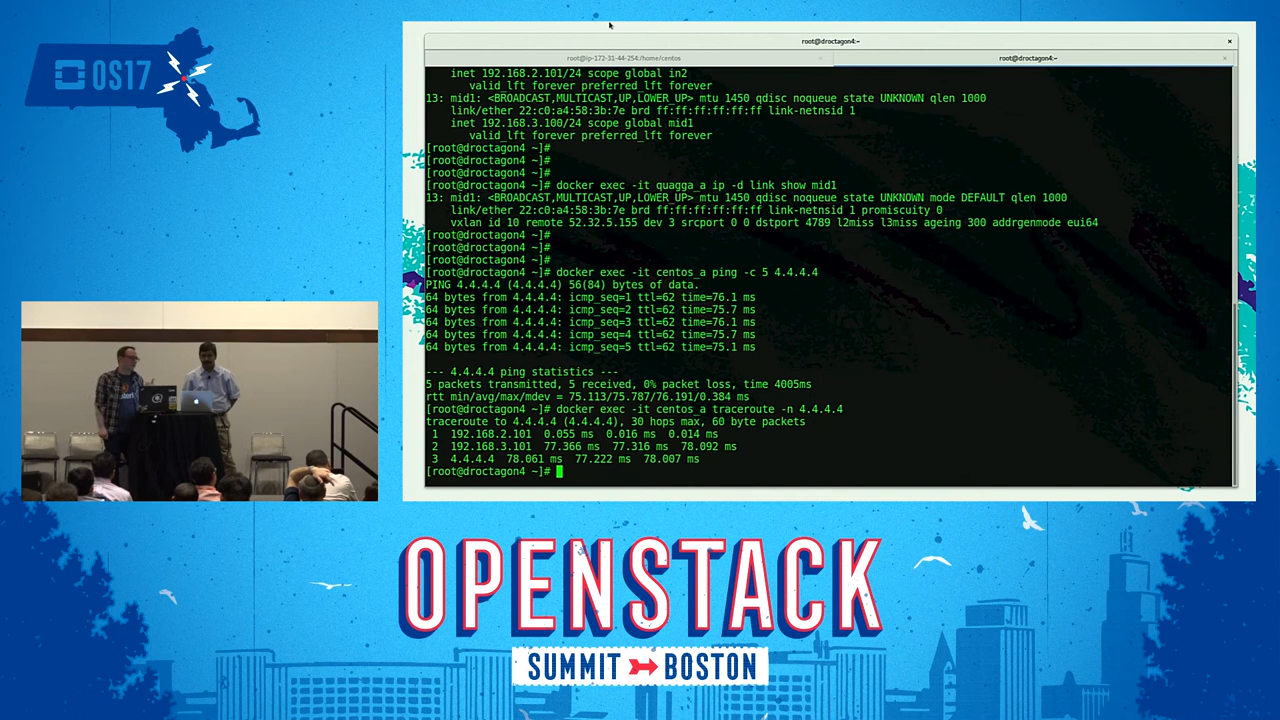 OS17
root@droctagon4:~
root@ip-172-31-44-254:/home/centos
root@droctagon4:~
inet 192.168.2.101/24 scope global in2
valid_lft forever preferred_lft forever
13: mid1: <BROADCAST,MULTICAST,UP,LOWER_UP> mtu 1450 qdisc noqueue state UNKNOWN qlen 1000
link/ether 22:c0:a4:58:3b:7e brd ff:ff:ff:ff:ff:ff link-netnsid 1
inet 192.168.3.100/24 scope global mid1
valid_lft forever preferred_lft forever
[root@droctagon4 ~]#
[root@droctagon4 ~]#
[root@droctagon4 ~]#
[root@droctagon4 ~]# docker exec -it quagga_a ip -d link show mid1
13: mid1: <BROADCAST,MULTICAST,UP,LOWER_UP> mtu 1450 qdisc noqueue state UNKNOWN mode DEFAULT qlen 1000
link/ether 22:c0:a4:58:3b:7e brd ff:ff:ff:ff:ff:ff link-netnsid 1 promiscuity 0
vxlan id 10 remote 52.32.5.155 dev 3 srcport 0 0 dstport 4789 l2miss l3miss ageing 300 addrgenmode eui64
[root@droctagon4 ~]#
[root@droctagon4 ~]#
[root@droctagon4 ~]#
[root@droctagon4 ~]# docker exec -it centos_a ping -c 5 4.4.4.4
PING 4.4.4.4 (4.4.4.4) 56(84) bytes of data.
64 bytes from 4.4.4.4: icmp_seq=1 ttl=62 time=76.1 ms
64 bytes from 4.4.4.4: icmp_seq=2 ttl=62 time=75.7 ms
64 bytes from 4.4.4.4: icmp_seq=3 ttl=62 time=76.1 ms
64 bytes from 4.4.4.4: icmp_seq=4 ttl=62 time=75.7 ms
64 bytes from 4.4.4.4: icmp_seq=5 ttl=62 time=75.1 ms
--- 4.4.4.4 ping statistics ---
5 packets transmitted, 5 received, 0% packet loss, time 4005ms
rtt min/avg/max/mdev = 75.113/75.787/76.191/0.384 ms
[root@droctagon4 ~]# docker exec -it centos_a traceroute -n 4.4.4.4
traceroute to 4.4.4.4 (4.4.4.4), 30 hops max, 60 byte packets
1 192.168.2.101 0.055 ms 0.016 ms 0.014 ms
2 192.168.3.101 77.366 ms 77.316 ms 78.092 ms
3 4.4.4.4 78.061 ms 77.222 ms 78.007 ms
[root@droctagon4 ~]#
OPENSTACK
SUMMIT BOSTON